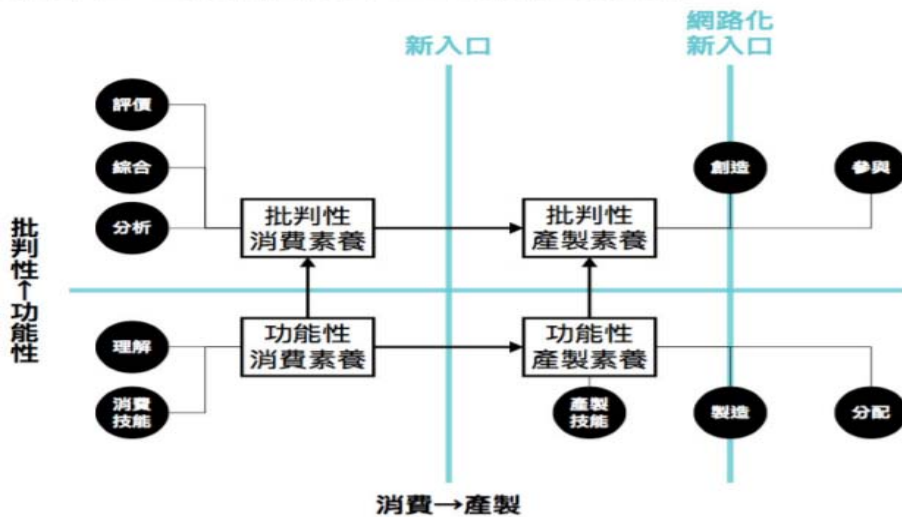 新入口
網路化
新入口
評價
綜合
創造
參與
分析
批判性
消費素養
批判性
產製素養
批判性←功能性
理解
功能性
消費素養
功能性
產製素養
消費
技能
產製
技能
製造
分配
消費→產製